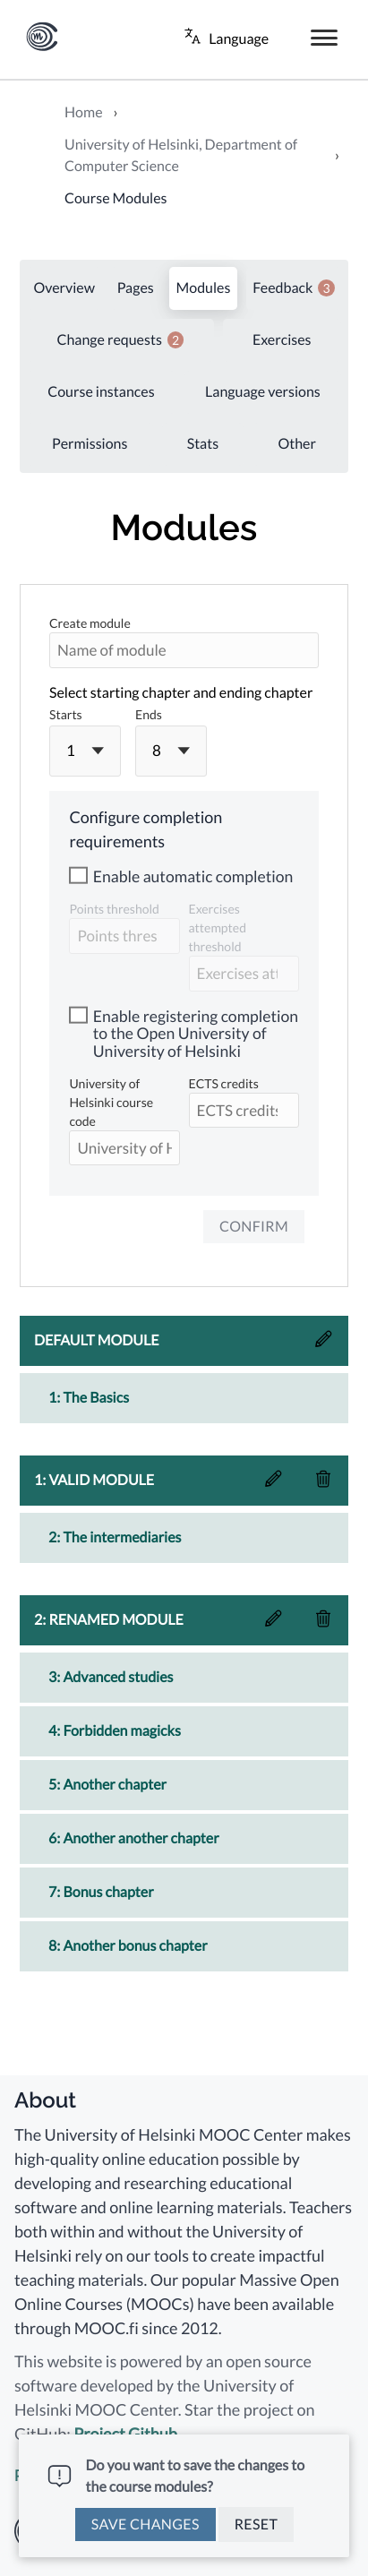 Language
Home ›
University of Helsinki, Department of
Computer Science ›
Course Modules
Overview Pages Modules Feedback 3
Change requests 2 Exercises
Course instances Language versions
Permissions Stats Other
Modules
Create module
Name of module
Select starting chapter and ending chapter
Starts Ends
1 8
Configure completion
requirements
Enable automatic completion
Points threshold Exercises
attempted
threshold
Points thres
Exercises att
Enable registering completion
to the Open University of
University of Helsinki
University of ECTS credits
Helsinki course
code
ECTS credits
University of H
CONFIRM
DEFAULT MODULE
1: The Basics
1: VALID MODULE
2: The intermediaries
2: RENAMED MODULE
3: Advanced studies
4: Forbidden magicks
5: Another chapter
6: Another another chapter
7: Bonus chapter
8: Another bonus chapter
About
The University of Helsinki MOOC Center makes
high-quality online education possible by
developing and researching educational
software and online learning materials. Teachers
both within and without the University of
Helsinki rely on our tools to create impactful
teaching materials. Our popular Massive Open
Online Courses (MOOCs) have been available
through MOOC.fi since 2012.
This website is powered by an open source
software developed by the University of
Helsinki MOOC Center. Star the project on
GitHub: Project Github
Do you want to save the changes to
the course modules?
SAVE CHANGES RESET